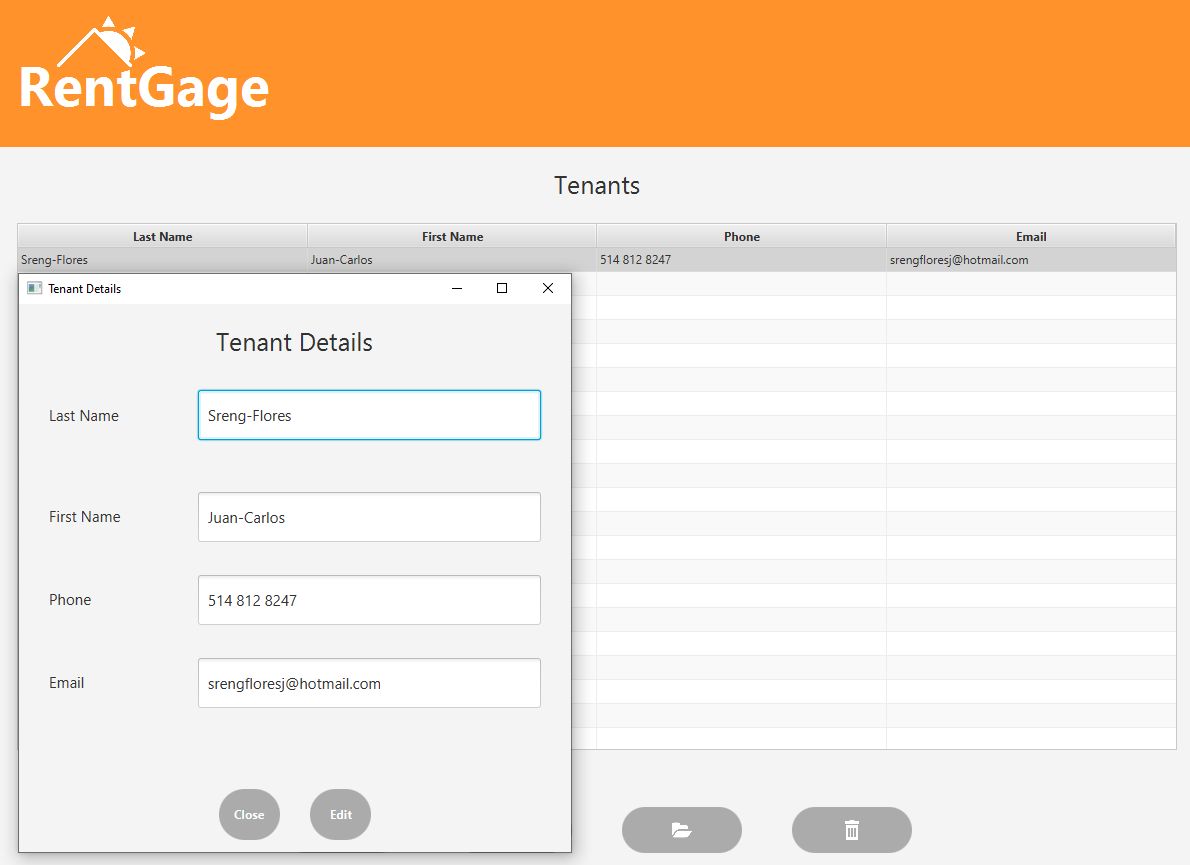 RentGage
Tenants
Last Name First Name Phone Email
Sreng-Flores Juan-Carlos 514 812 8247 srengfloresj@hotmail.com
Tenant Details
Tenant Details
Last Name Sreng-Flores
First Name Juan-Carlos
Phone 514 812 8247
Email srengfloresj@hotmail.com
Close Edit